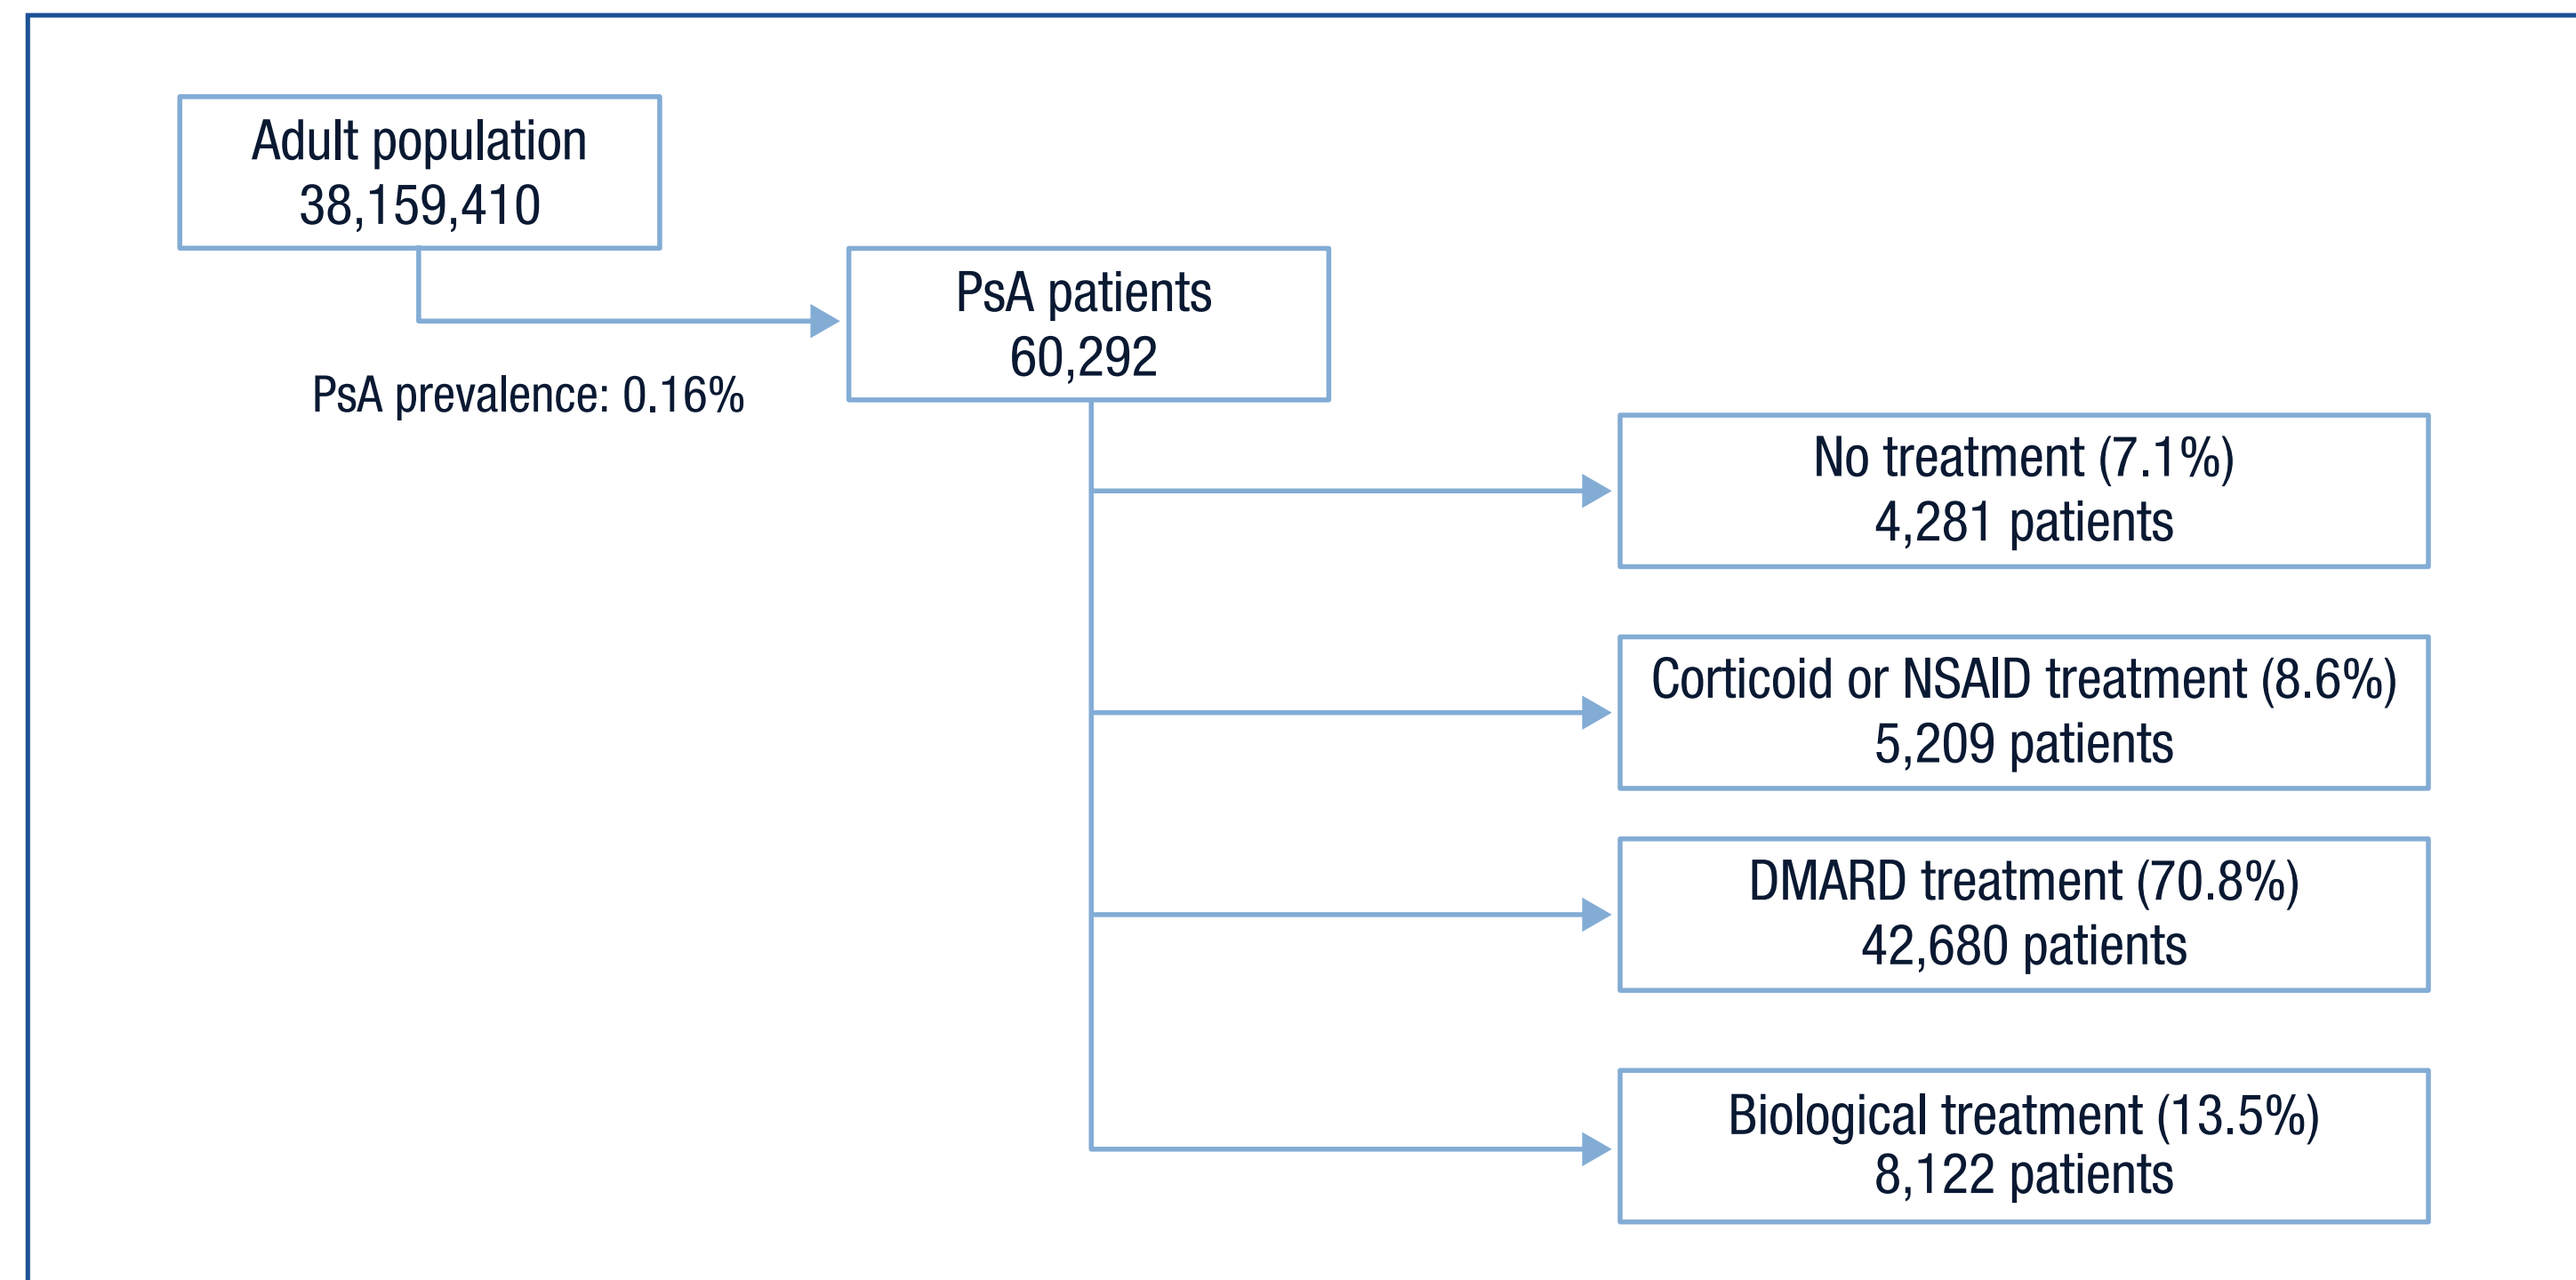 Adult population
38,159,410
PsA patients
60,292
PsA prevalence: 0.16%
No treatment (7.1%)
4,281 patients
Corticoid or NSAID treatment (8.6%)
5,209 patients
DMARD treatment (70.8%)
42,680 patients
Biological treatment (13.5%)
8,122 patients